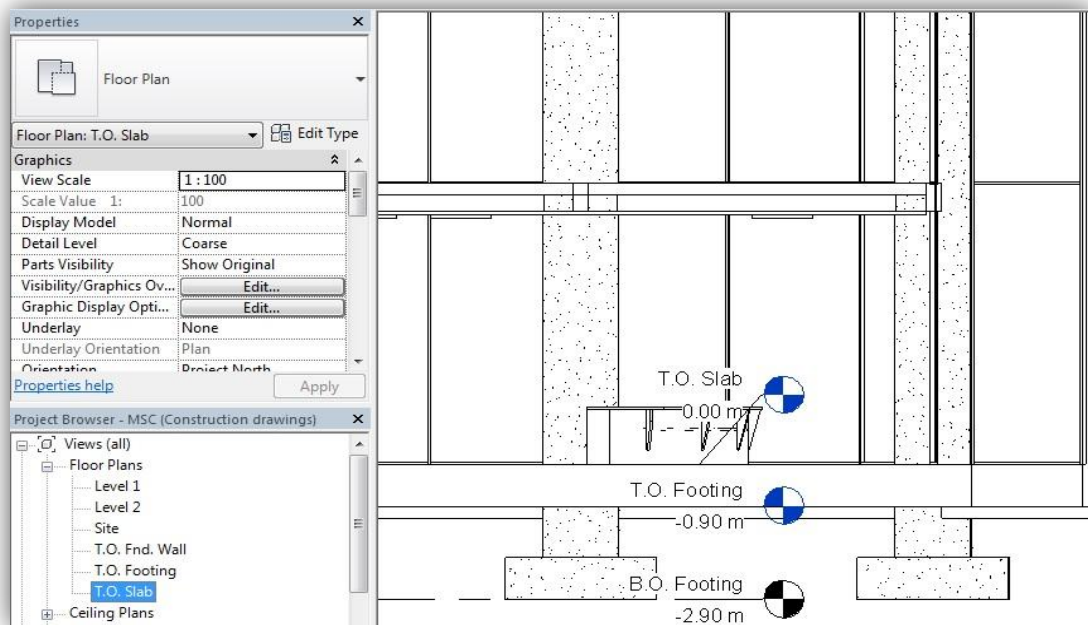 Properties
Floor Plan
Floor Plan: T.O. Slab Edit Type
Graphics
View Scale 1 : 100
Scale Value 1: 100
Display Model Normal
Detail Level Coarse
Parts Visibility Show Original
Visibility/Graphics Ov... Edit...
Graphic Display Opti... Edit...
Underlay None
Underlay Orientation Plan
Orientation Project North
Properties help Apply
Project Browser - MSC (Construction drawings)
Views (all)
Floor Plans
Level 1
Level 2
Site
T.O. Fnd. Wall
T.O. Footing
T.O. Slab
Ceiling Plans
T.O. Slab
0.00 m
T.O. Footing
-0.90 m
B.O. Footing
-2.90 m